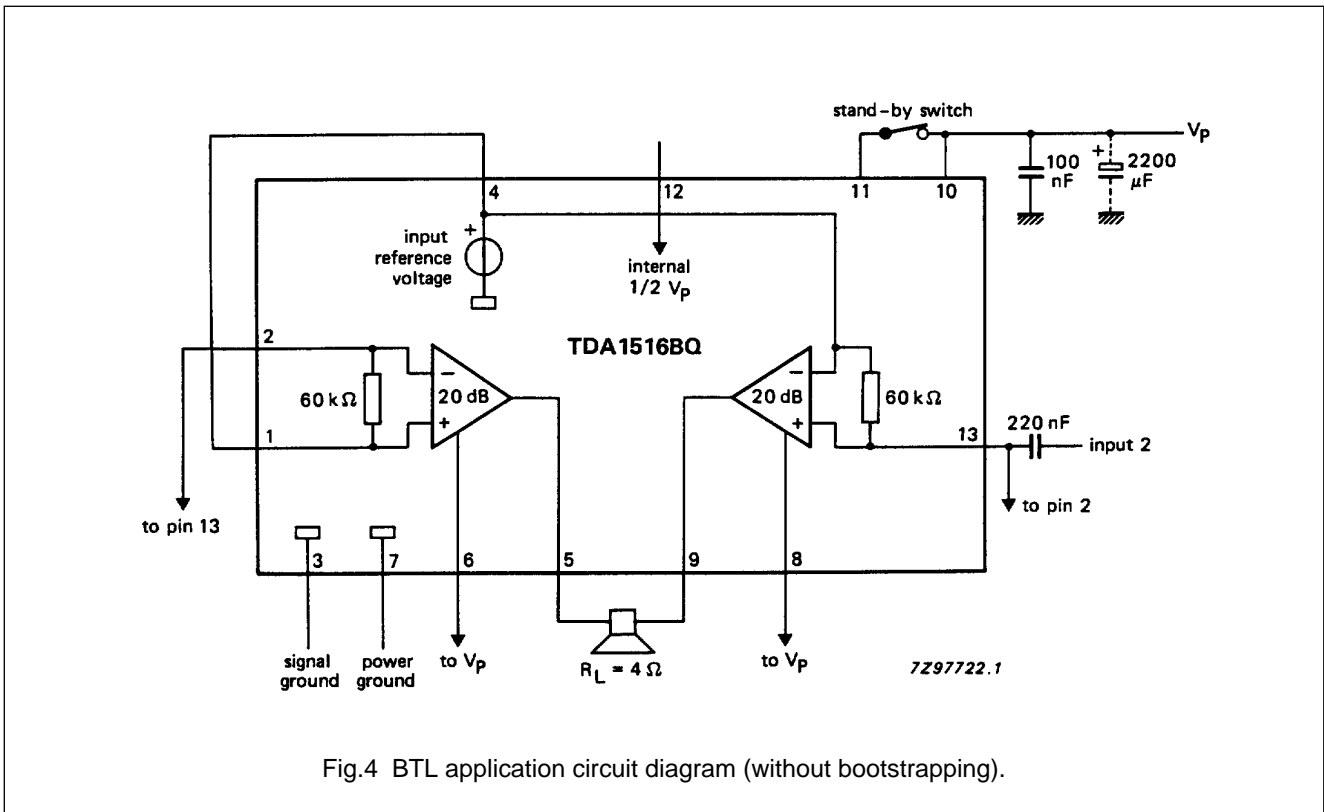 stand-by switch
VP
100
nF
+
2200
µF
4
12
11
10
+
input
reference
voltage
internal
1/2 VP
TDA1516BQ
2
60 kΩ
−
20 dB
+
1
−
20 dB
+
60 kΩ
220 nF
13
input 2
to pin 13
to pin 2
3
7
6
5
9
8
signal
ground
power
ground
to VP
RL = 4 Ω
to VP
7Z97722.1
Fig.4 BTL application circuit diagram (without bootstrapping).